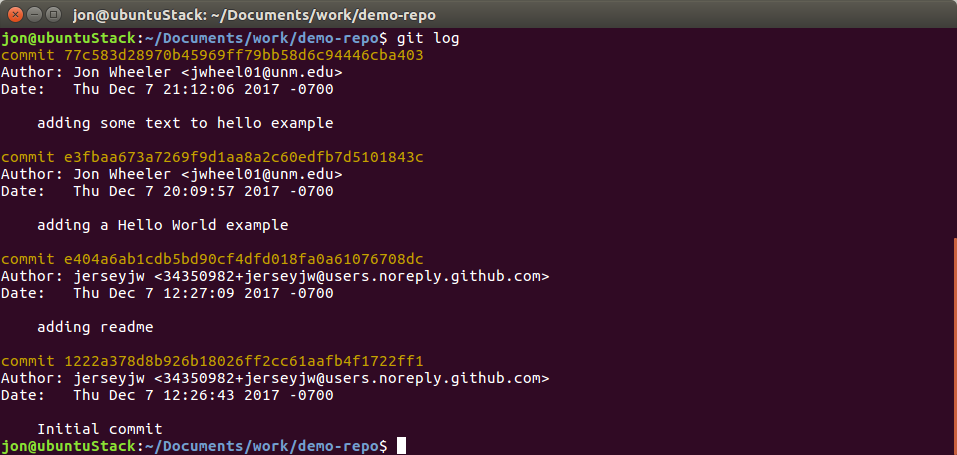 jon@ubuntuStack: ~/Documents/work/demo-repo
jon@ubuntuStack:~/Documents/work/demo-repo$ git log
commit 77c583d28970b45969ff79bb58d6c94446cba403
Author: Jon Wheeler <jwheel01@unm.edu>
Date:   Thu Dec 7 21:12:06 2017 -0700
    adding some text to hello example
commit e3fbaa673a7269f9d1aa8a2c60edfb7d5101843c
Author: Jon Wheeler <jwheel01@unm.edu>
Date:   Thu Dec 7 20:09:57 2017 -0700
    adding a Hello World example
commit e404a6ab1cdb5bd90cf4dfd018fa0a61076708dc
Author: jerseyjw <34350982+jerseyjw@users.noreply.github.com>
Date:   Thu Dec 7 12:27:09 2017 -0700
    adding readme
commit 1222a378d8b926b18026ff2cc61aafb4f1722ff1
Author: jerseyjw <34350982+jerseyjw@users.noreply.github.com>
Date:   Thu Dec 7 12:26:43 2017 -0700
    Initial commit
jon@ubuntuStack:~/Documents/work/demo-repo$